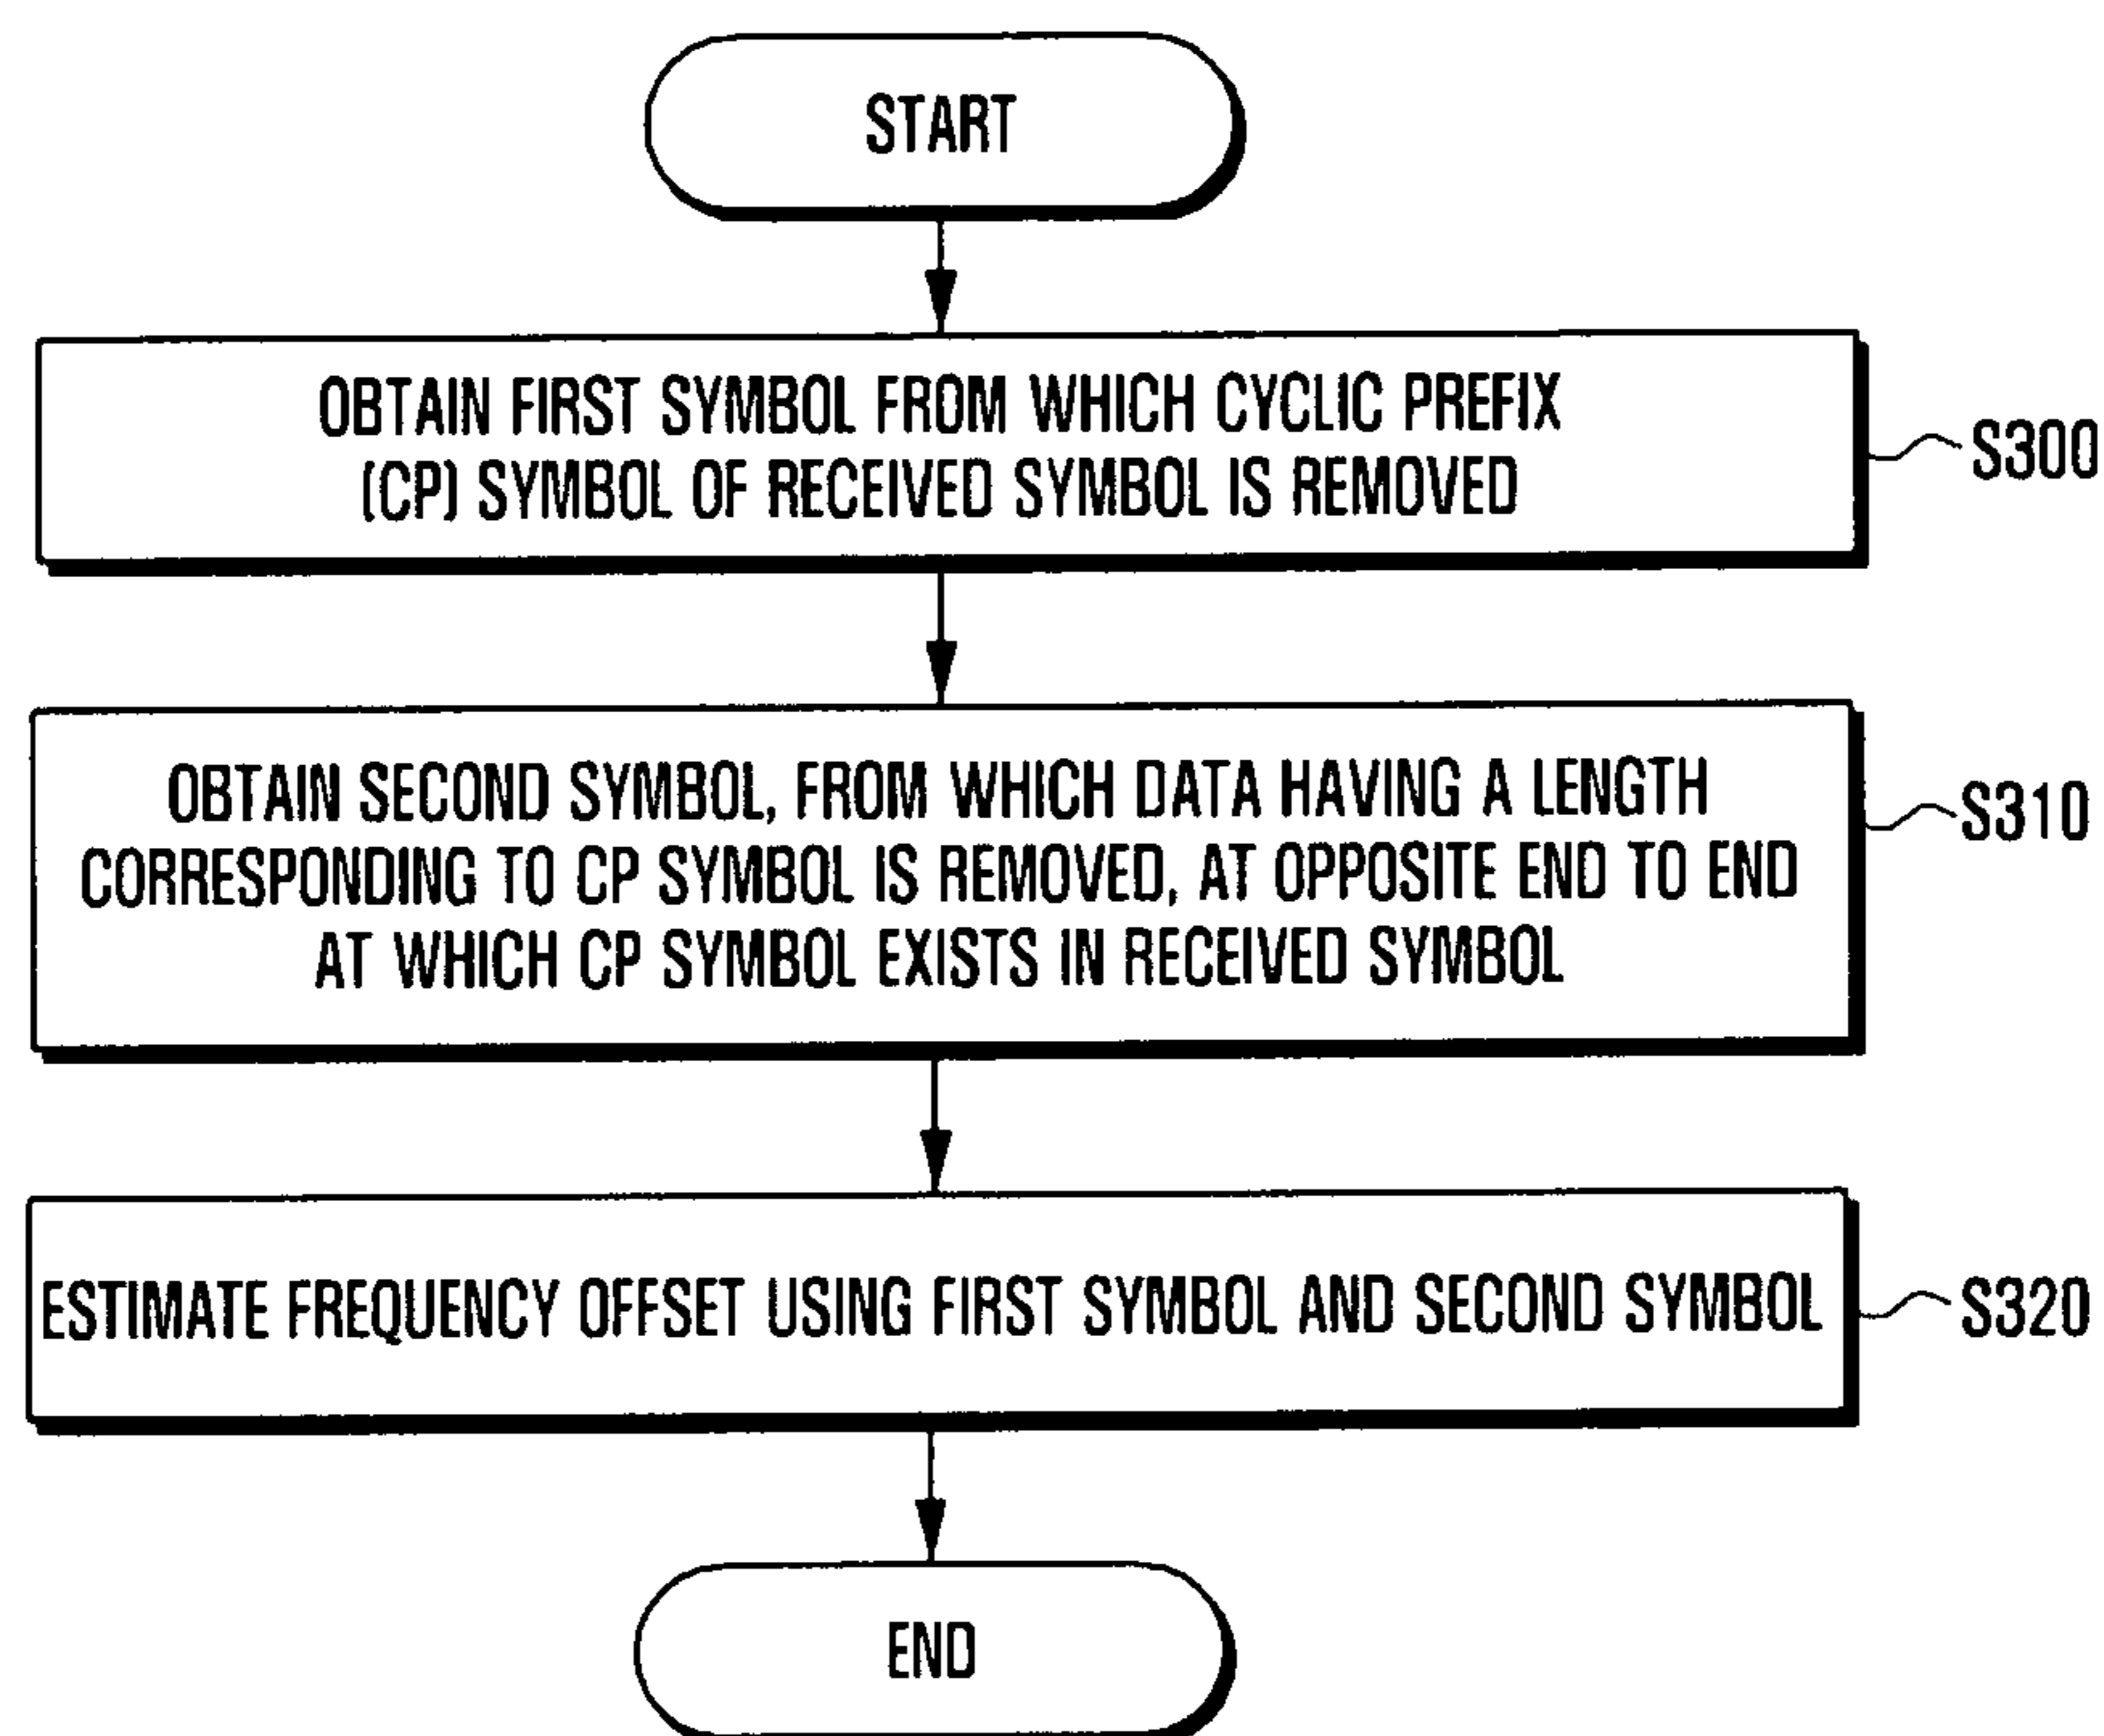 START
OBTAIN FIRST SYMBOL FROM WHICH CYCLIC PREFIX
(CP) SYMBOL OF RECEIVED SYMBOL IS REMOVED
S300
OBTAIN SECOND SYMBOL, FROM WHICH DATA HAVING A LENGTH
CORRESPONDING TO CP SYMBOL IS REMOVED, AT OPPOSITE END TO END
AT WHICH CP SYMBOL EXISTS IN RECEIVED SYMBOL
S310
ESTIMATE FREQUENCY OFFSET USING FIRST SYMBOL AND SECOND SYMBOL
S320
END